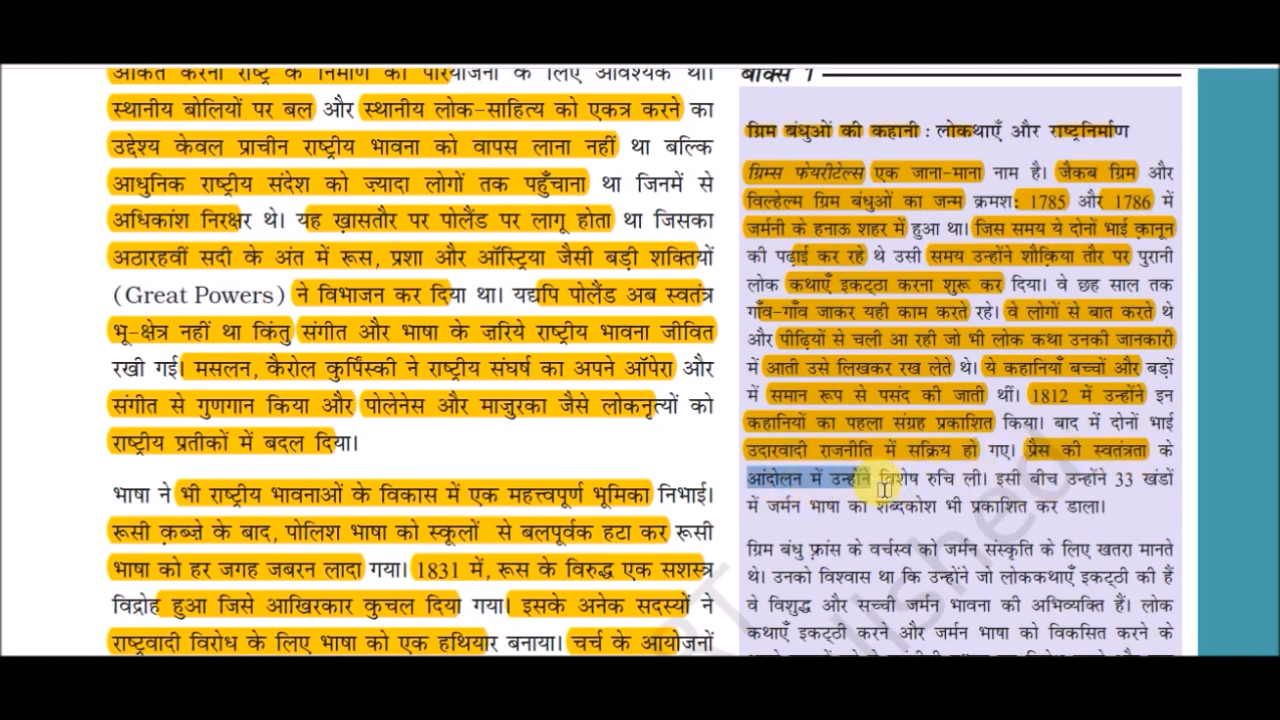 आंकत करना राष्ट्र के निर्माण की परियोजना के लिए आवश्यक था।
स्थानीय बोलियों पर बल और स्थानीय लोक-साहित्य को एकत्र करने का
उद्देश्य केवल प्राचीन राष्ट्रीय भावना को वापस लाना नहीं था बल्कि
आधुनिक राष्ट्रीय संदेश को ज़्यादा लोगों तक पहुँचाना था जिनमें से
अधिकांश निरक्षर थे। यह ख़ासतौर पर पोलैंड पर लागू होता था जिसका
अठारहवीं सदी के अंत में रूस, प्रशा और ऑस्ट्रिया जैसी बड़ी शक्तियों
(Great Powers) ने विभाजन कर दिया था। यद्यपि पोलैंड अब स्वतंत्र
भू-क्षेत्र नहीं था किंतु संगीत और भाषा के ज़रिये राष्ट्रीय भावना जीवित
रखी गई। मसलन, कैरोल कुर्पिंस्की ने राष्ट्रीय संघर्ष का अपने ऑपेरा और
संगीत से गुणगान किया और पोलेनेस और माज़ुरका जैसे लोकनृत्यों को
राष्ट्रीय प्रतीकों में बदल दिया।
भाषा ने भी राष्ट्रीय भावनाओं के विकास में एक महत्त्वपूर्ण भूमिका निभाई।
रूसी क़ब्ज़े के बाद, पोलिश भाषा को स्कूलों से बलपूर्वक हटा कर रूसी
भाषा को हर जगह जबरन लादा गया। 1831 में, रूस के विरुद्ध एक सशस्त्र
विद्रोह हुआ जिसे आखिरकार कुचल दिया गया। इसके अनेक सदस्यों ने
राष्ट्रवादी विरोध के लिए भाषा को एक हथियार बनाया। चर्च के आयोजनों
बॉक्स 1
ग्रिम बंधुओं की कहानी : लोकथाएँ और राष्ट्रनिर्माण
ग्रिम्स फेयरीटेल्स एक जाना-माना नाम है। जैकब ग्रिम और
विल्हेल्म ग्रिम बंधुओं का जन्म क्रमश: 1785 और 1786 में
जर्मनी के हनाऊ शहर में हुआ था। जिस समय ये दोनों भाई क़ानून
की पढ़ाई कर रहे थे उसी समय उन्होंने शौक़िया तौर पर पुरानी
लोक कथाएँ इकट्ठा करना शुरू कर दिया। वे छह साल तक
गाँव-गाँव जाकर यही काम करते रहे। वे लोगों से बात करते थे
और पीढ़ियों से चली आ रही जो भी लोक कथा उनकी जानकारी
में आती उसे लिखकर रख लेते थे। ये कहानियाँ बच्चों और बड़ों
में समान रूप से पसंद की जाती थीं। 1812 में उन्होंने इन
कहानियों का पहला संग्रह प्रकाशित किया। बाद में दोनों भाई
उदारवादी राजनीति में सक्रिय हो गए। प्रैस की स्वतंत्रता के
आंदोलन में उन्होंने विशेष रुचि ली। इसी बीच उन्होंने 33 खंडों
में जर्मन भाषा का शब्दकोश भी प्रकाशित कर डाला।
ग्रिम बंधु फ़्रांस के वर्चस्व को जर्मन संस्कृति के लिए खतरा मानते
थे। उनको विश्वास था कि उन्होंने जो लोककथाएँ इकट्ठी की हैं
वे विशुद्ध और सच्ची जर्मन भावना की अभिव्यक्ति हैं। लोक
कथाएँ इकट्ठी करने और जर्मन भाषा को विकसित करने के